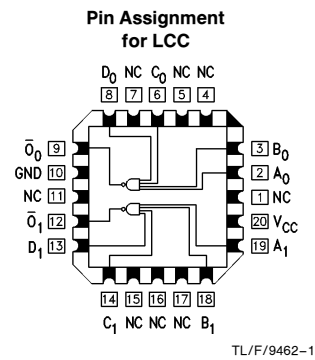 Pin Assignment
for LCC
D0 NC C0 NC NC
8 7 6 5 4
O̅0 9 3 B0
GND 10 2 A0
NC 11 1 NC
O̅1 12 20 VCC
D1 13 19 A1
14 15 16 17 18
C1 NC NC NC B1
TL/F/9462–1